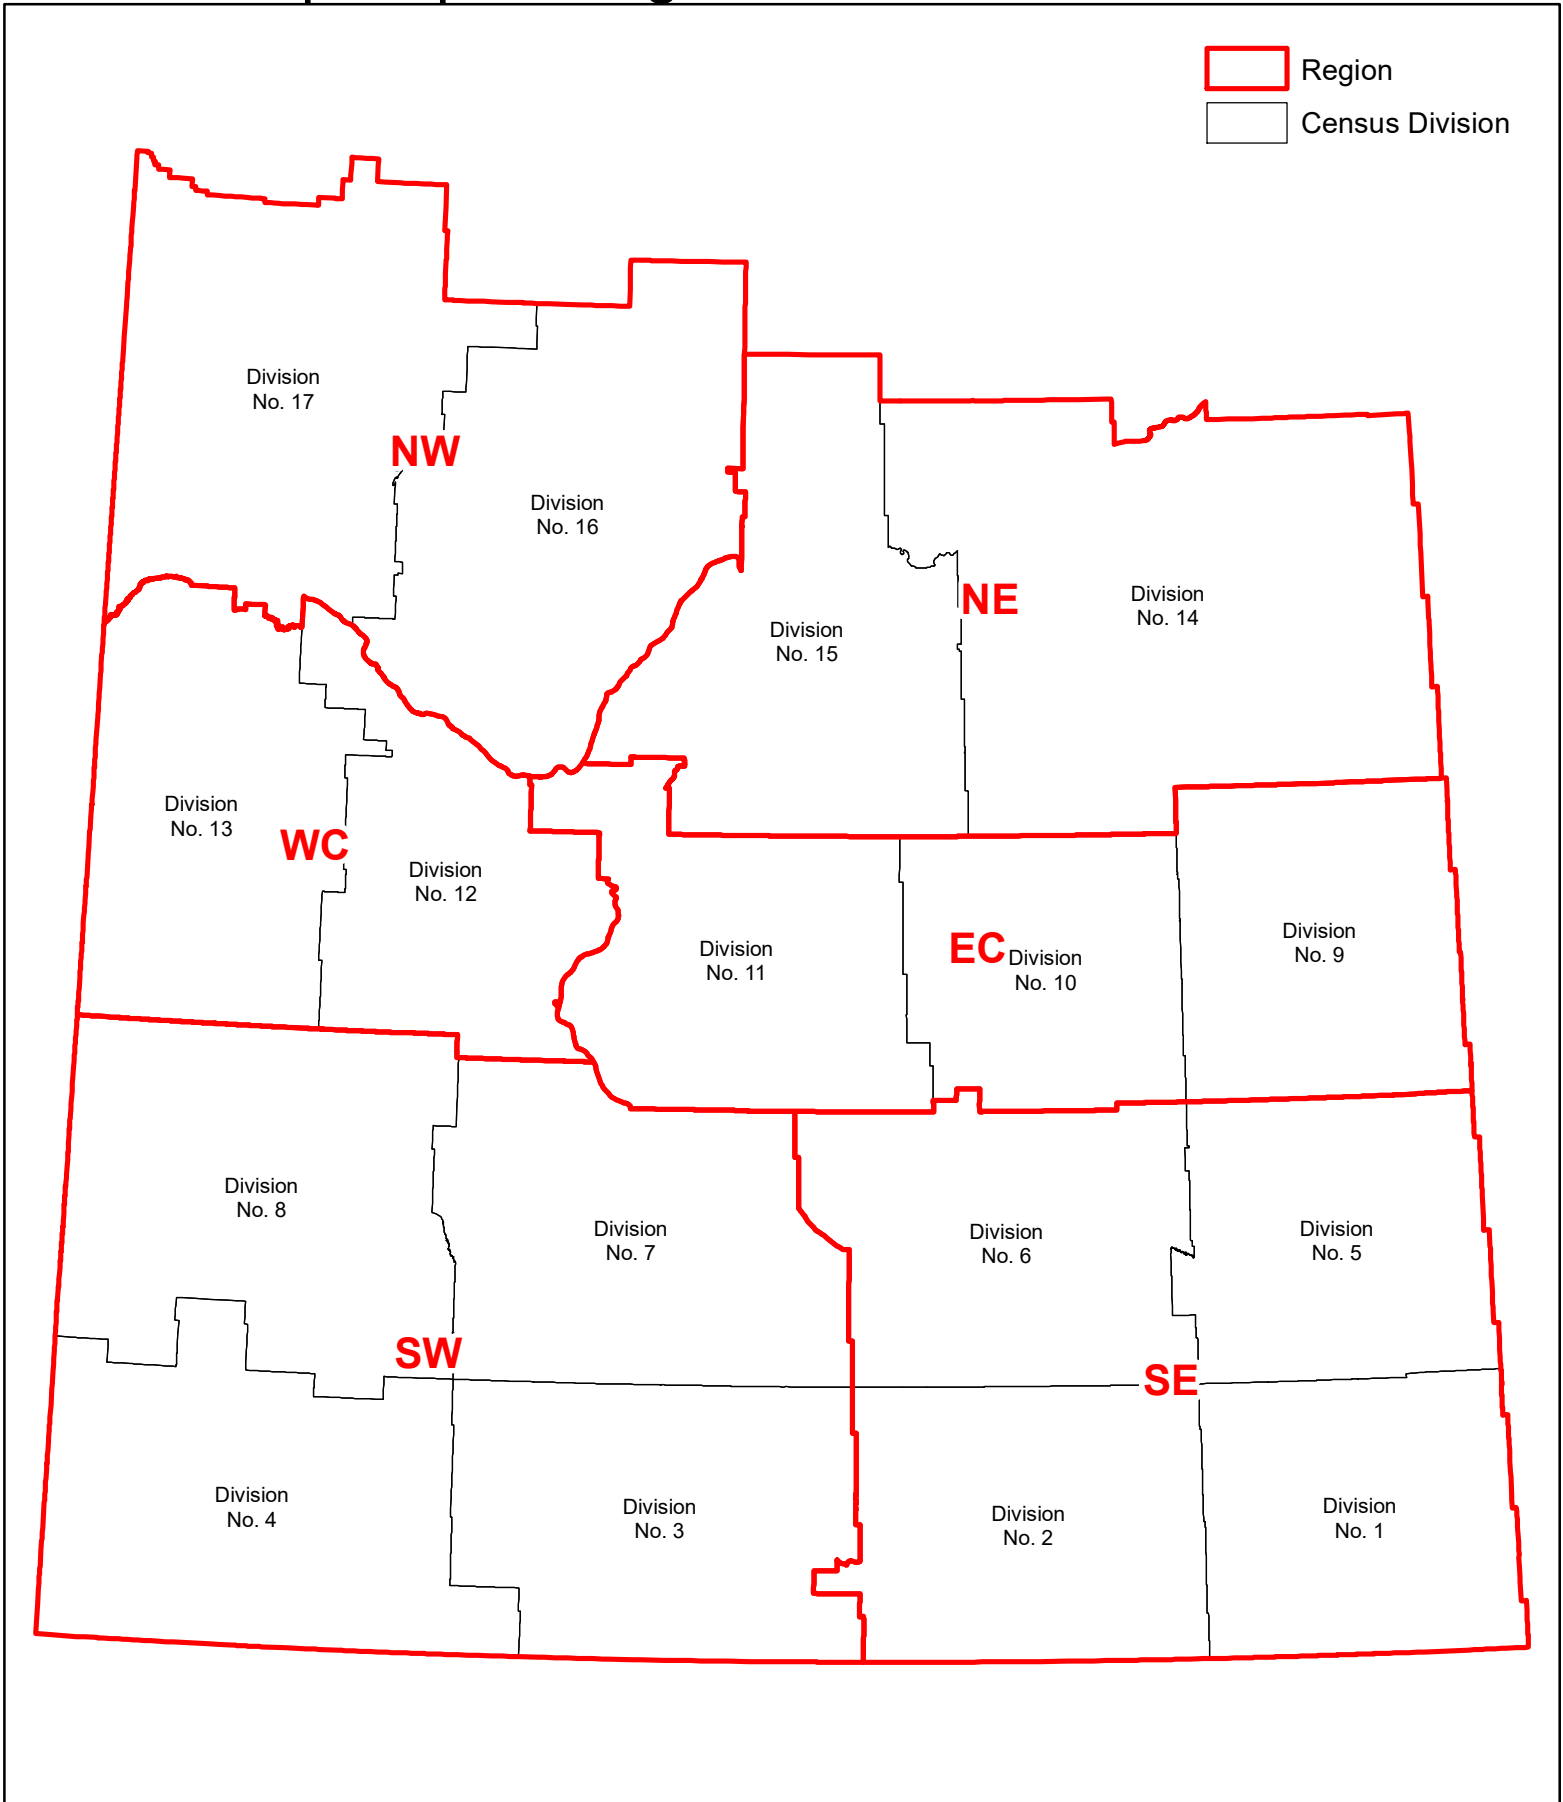 Region
Census Division
Division
No. 17
NW
Division
No. 16
NE
Division
No. 14
Division
No. 15
Division
No. 13
WC
Division
No. 12
Division
No. 11
EC
Division
No. 10
Division
No. 9
Division
No. 8
Division
No. 7
Division
No. 6
Division
No. 5
SW
SE
Division
No. 4
Division
No. 3
Division
No. 2
Division
No. 1